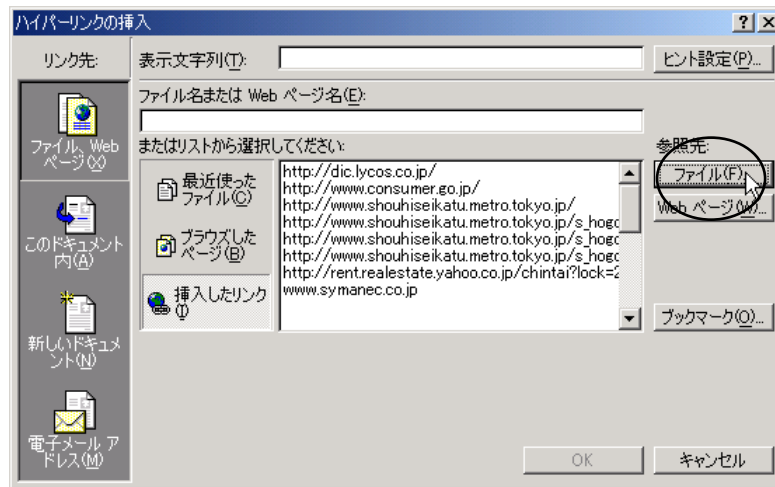 ハイパーリンクの挿入
リンク先:
表示文字列(T):
ヒント設定(P)...
ファイル名または Web ページ名(E):
ファイル、Web
ページ(X)
またはリストから選択してください:
参照先:
最近使った
ファイル(C)
http://dic.lycos.co.jp/
http://www.consumer.go.jp/
http://www.shouhiseikatu.metro.tokyo.jp/
http://www.shouhiseikatu.metro.tokyo.jp/s_hogo
http://www.shouhiseikatu.metro.tokyo.jp/s_hogo
http://www.shouhiseikatu.metro.tokyo.jp/s_hogo
http://rent.realestate.yahoo.co.jp/chintai?lock=2
www.symanec.co.jp
ファイル(F)...
Web ページ(W)...
このドキュメント
内(A)
ブラウズした
ページ(B)
挿入したリンク
(I)
ブックマーク(O)...
新しいドキュメ
ント(N)
電子メール ア
ドレス(M)
OK
キャンセル